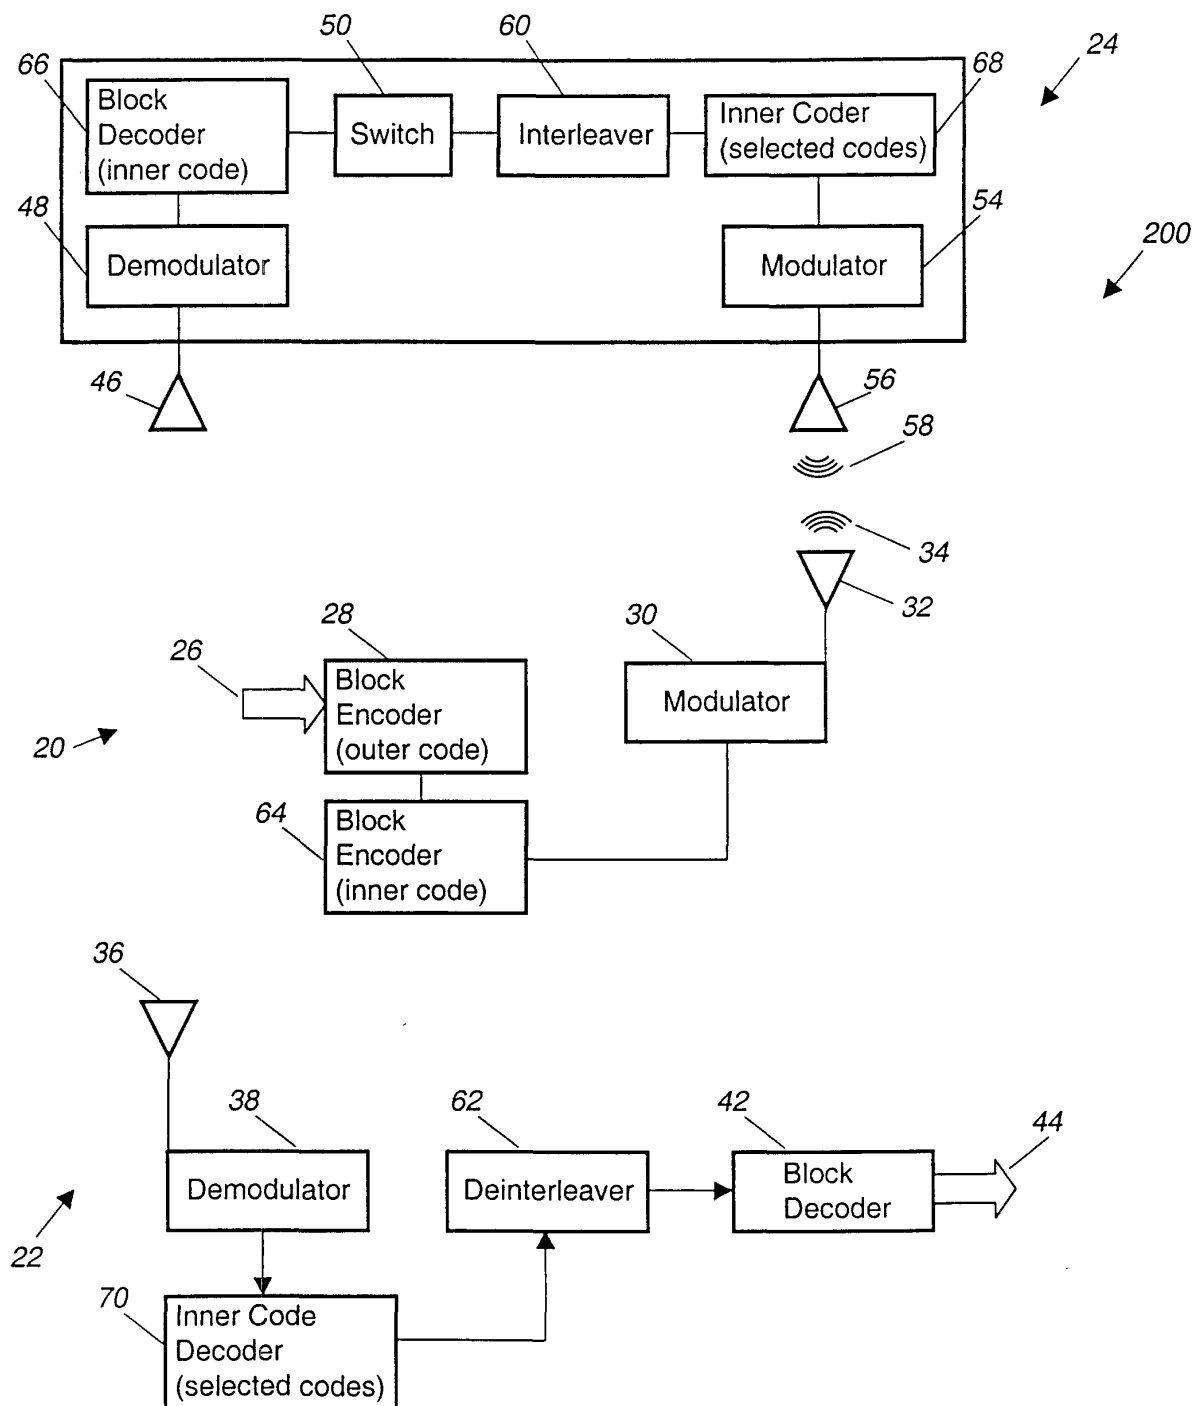 50
60
24
66
68
Block
Decoder
(inner code)
Switch
Interleaver
Inner Coder
(selected codes)
48
54
200
Demodulator
Modulator
46
56
58
34
32
28
30
26
Block
Encoder
(outer code)
Modulator
20
64
Block
Encoder
(inner code)
36
38
62
42
44
Demodulator
Deinterleaver
Block
Decoder
22
70
Inner Code
Decoder
(selected codes)